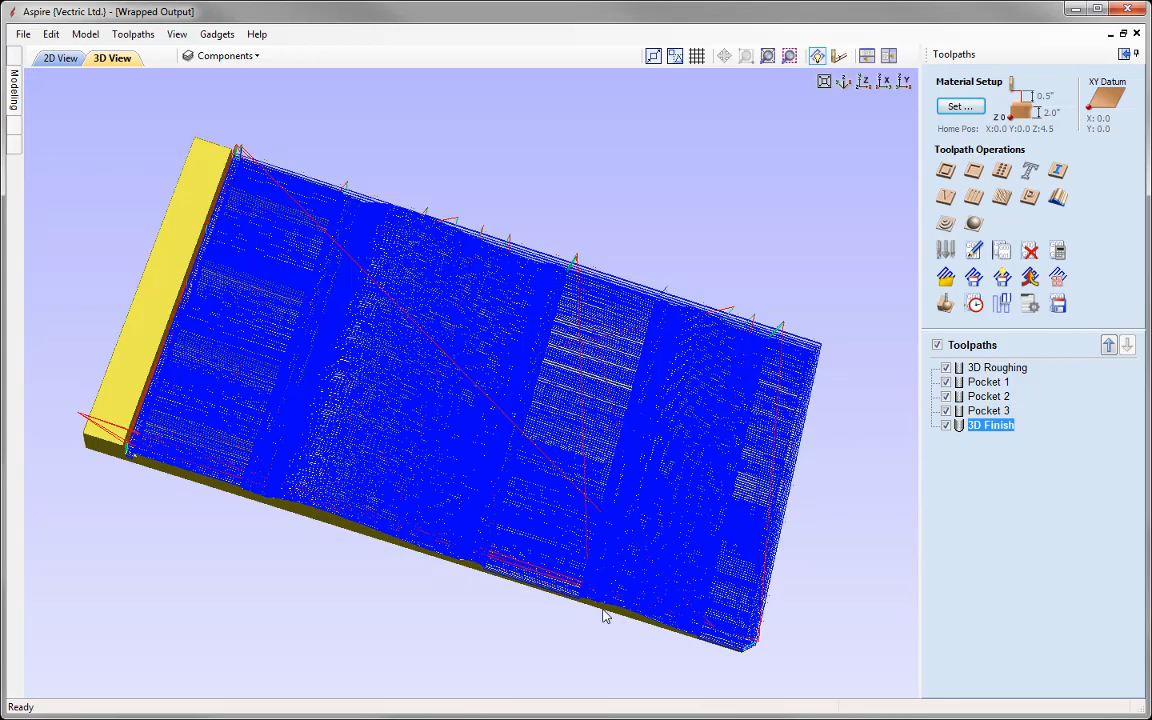 Aspire (Vectric Ltd.) - [Wrapped Output]
File Edit Model Toolpaths View Gadgets Help
2D View 3D View Components
Modeling
Z X Y
Toolpaths
Material Setup
Set ...
0.5"
2.0"
Z 0
XY Datum
X: 0.0
Y: 0.0
Home Pos: X:0.0 Y:0.0 Z:4.5
Toolpath Operations
Toolpaths
3D Roughing
Pocket 1
Pocket 2
Pocket 3
3D Finish
Ready